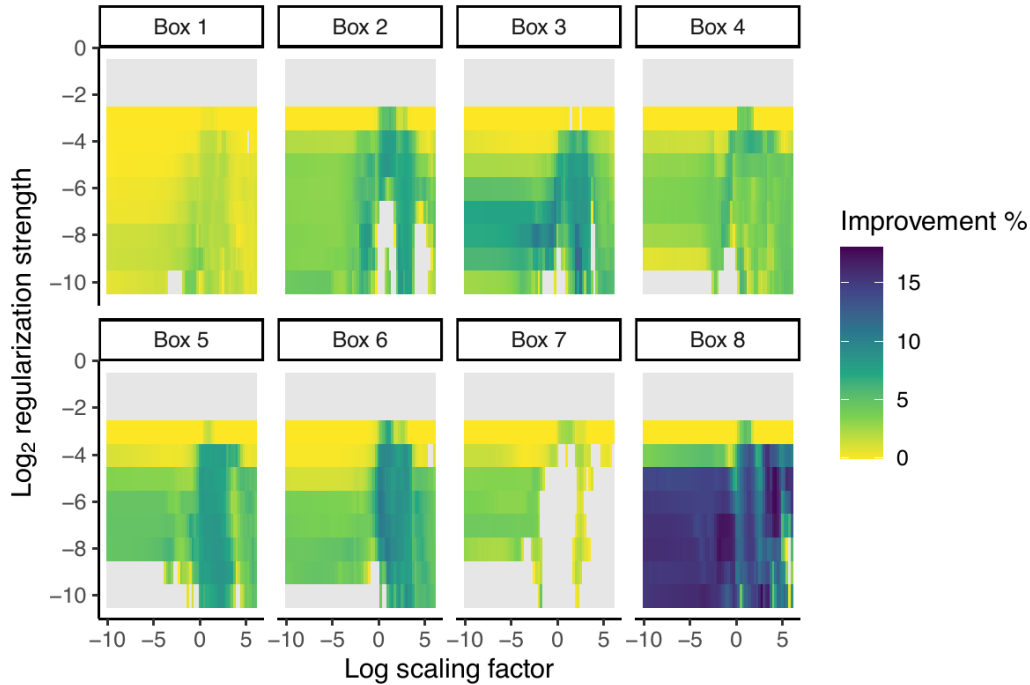 Box 1 Box 2 Box 3 Box 4
0
−2
−4
−6
−8
−10
Box 5 Box 6 Box 7 Box 8
0
−2
−4
−6
−8
−10
−10 −5 0 5 −10 −5 0 5 −10 −5 0 5 −10 −5 0 5
Log scaling factor
Log₂ regularization strength
Improvement %
15
10
5
0